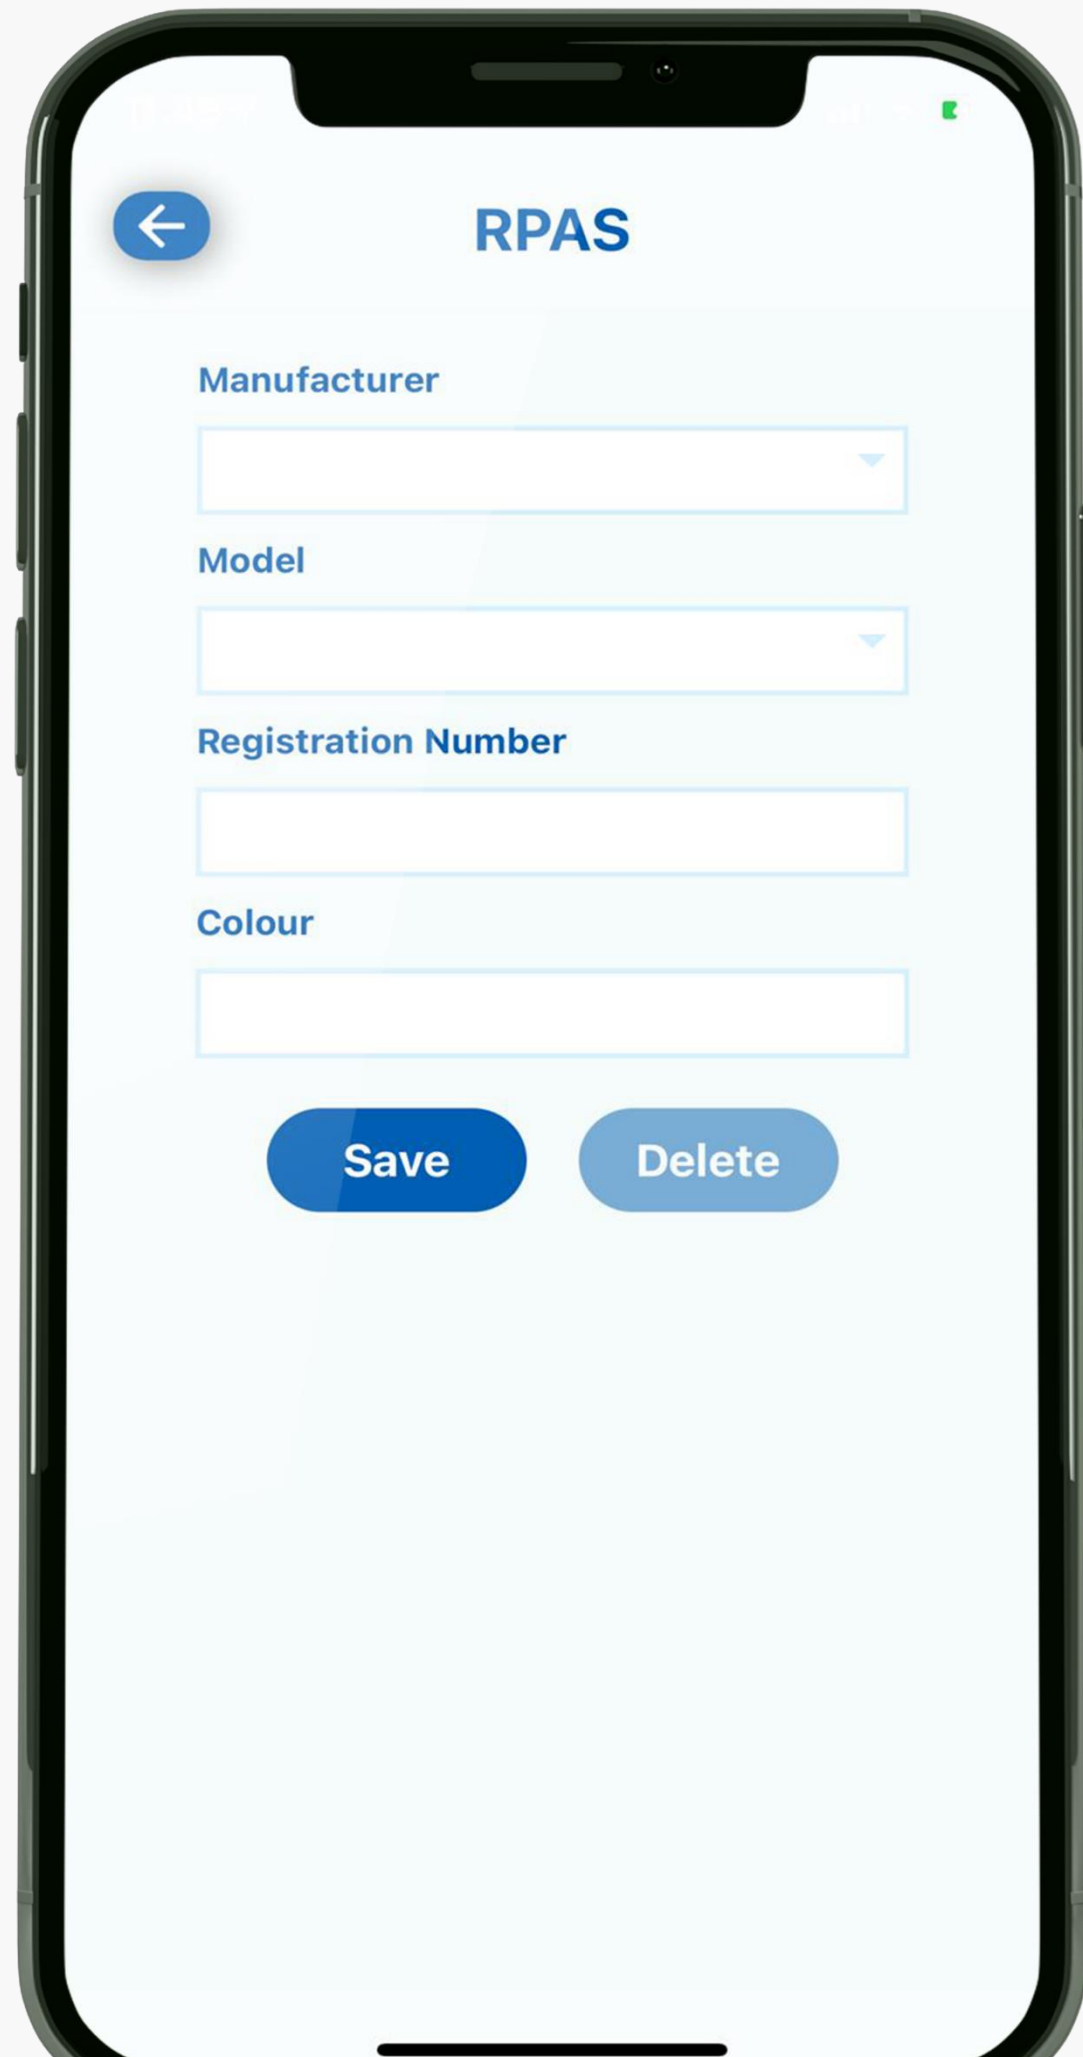 RPAS
Manufacturer
Model
Registration Number
Colour
Save
Delete